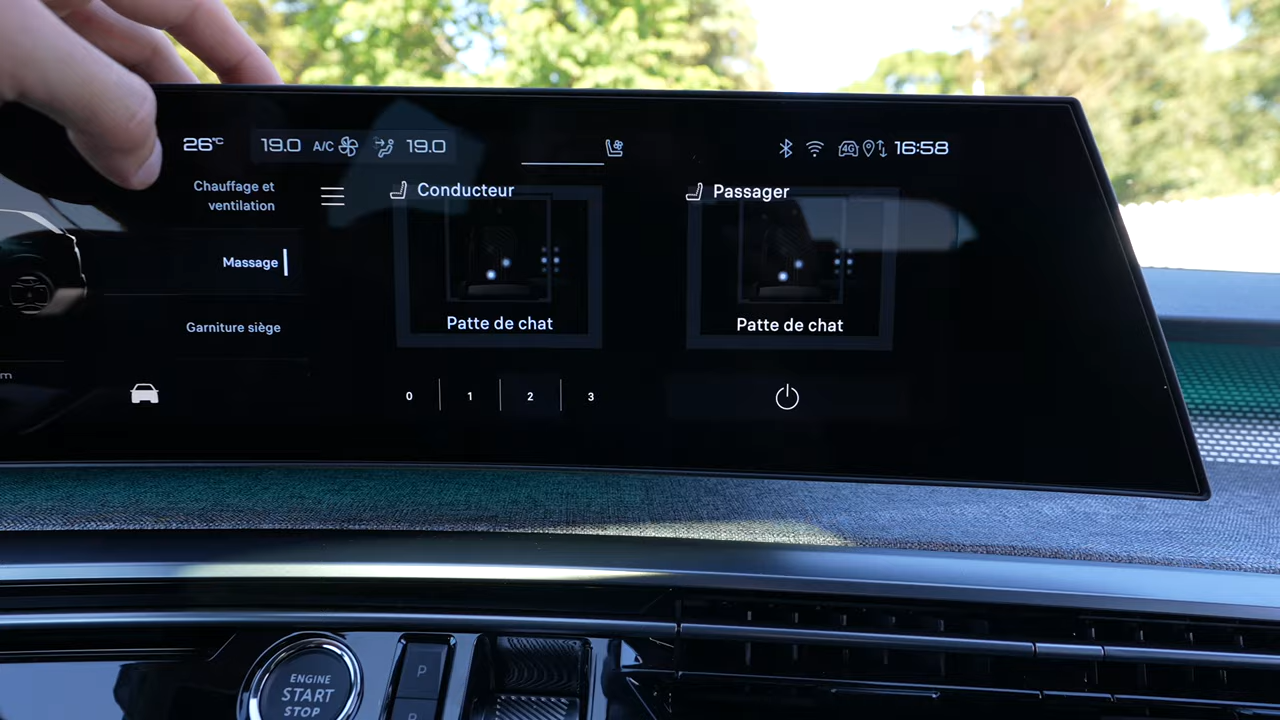 26°C
19.0 A/C 19.0
4G
16:58
Chauffage et
ventilation
Massage
Garniture siège
Conducteur
Patte de chat
0 1 2 3
Passager
Patte de chat
m
ENGINE
START
STOP
P